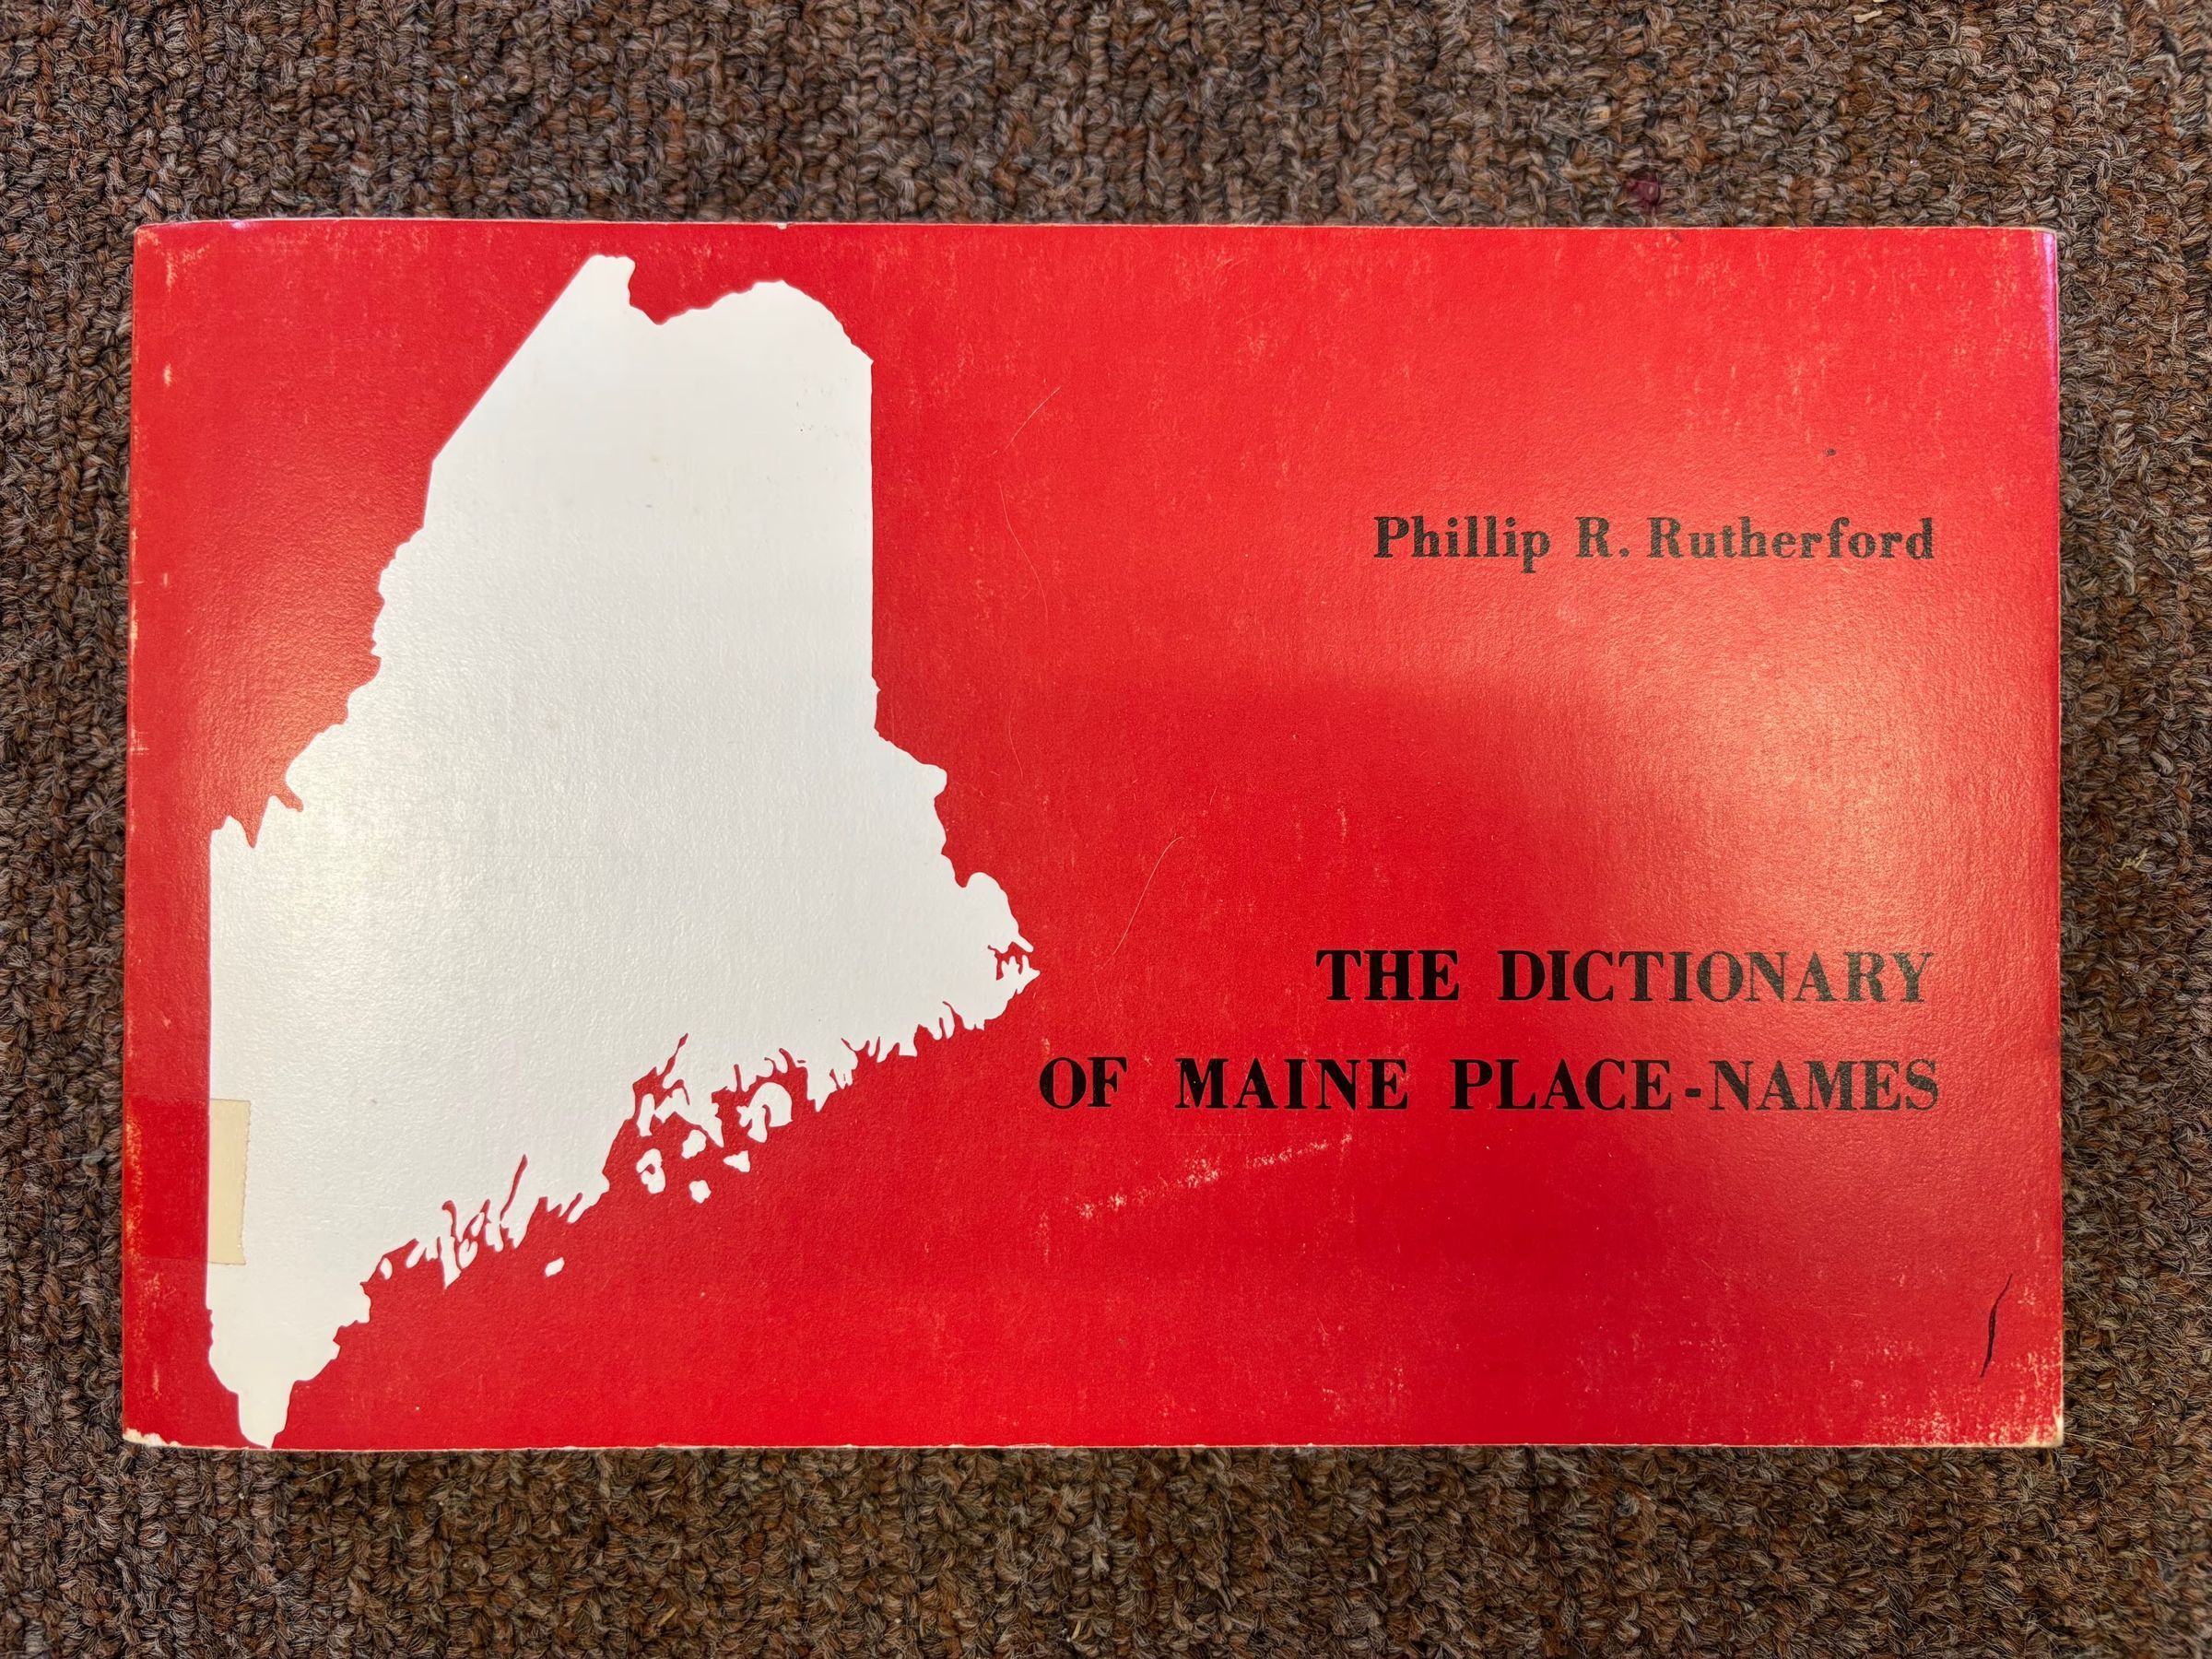 Phillip R. Rutherford
THE DICTIONARY
OF MAINE PLACE-NAMES